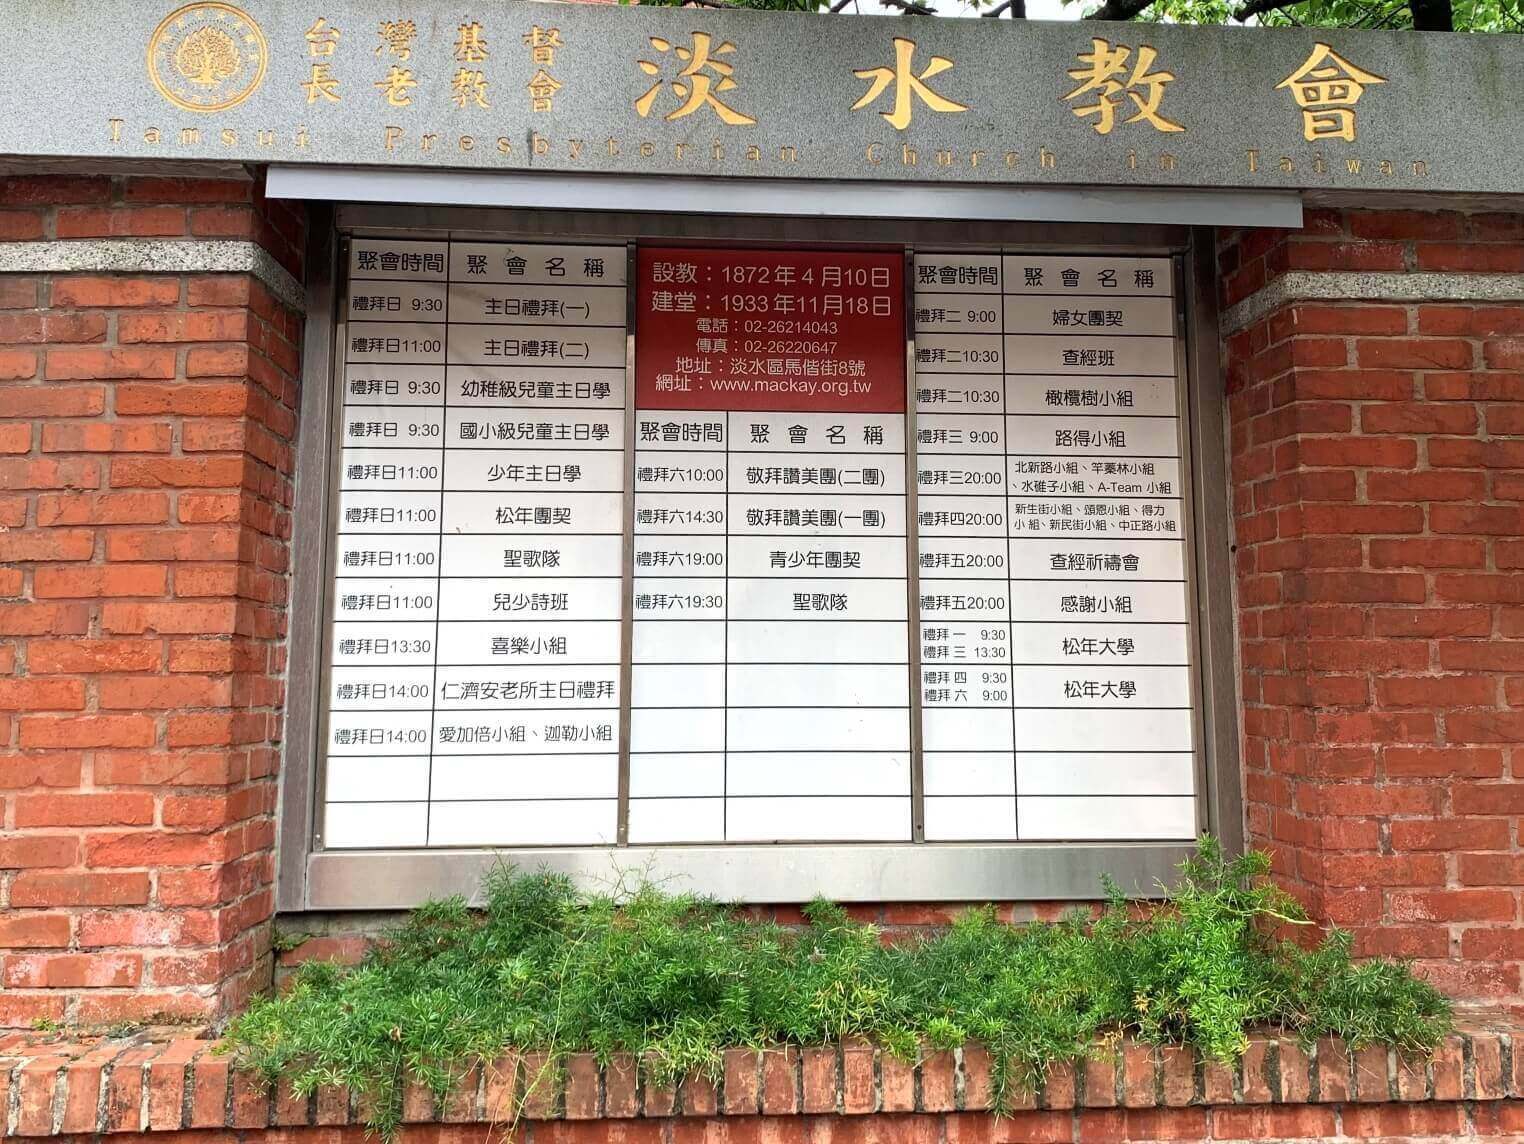 台灣基督
長老教會
淡水教會
Tamsui Presbyterian Church in Taiwan
聚會時間 聚會名稱
禮拜日 9:30 主日禮拜(一)
禮拜日11:00 主日禮拜(二)
禮拜日 9:30 幼稚級兒童主日學
禮拜日 9:30 國小級兒童主日學
禮拜日11:00 少年主日學
禮拜日11:00 松年團契
禮拜日11:00 聖歌隊
禮拜日11:00 兒少詩班
禮拜日13:30 喜樂小組
禮拜日14:00 仁濟安老所主日禮拜
禮拜日14:00 愛加倍小組、迦勒小組
設教：1872年4月10日
建堂：1933年11月18日
電話：02-26214043
傳真：02-26220647
地址：淡水區馬偕街8號
網址：www.mackay.org.tw
聚會時間 聚會名稱
禮拜六10:00 敬拜讚美團(二團)
禮拜六14:30 敬拜讚美團(一團)
禮拜六19:00 青少年團契
禮拜六19:30 聖歌隊
聚會時間 聚會名稱
禮拜二 9:00 婦女團契
禮拜二10:30 查經班
禮拜二10:30 橄欖樹小組
禮拜三 9:00 路得小組
禮拜三20:00 北新路小組、竿蓁林小組
、水碓子小組、A-Team 小組
禮拜四20:00 新生街小組、頌恩小組、得力
小組、新民街小組、中正路小組
禮拜五20:00 查經祈禱會
禮拜五20:00 感謝小組
禮拜一 9:30
禮拜三 13:30 松年大學
禮拜四 9:30
禮拜六 9:00 松年大學